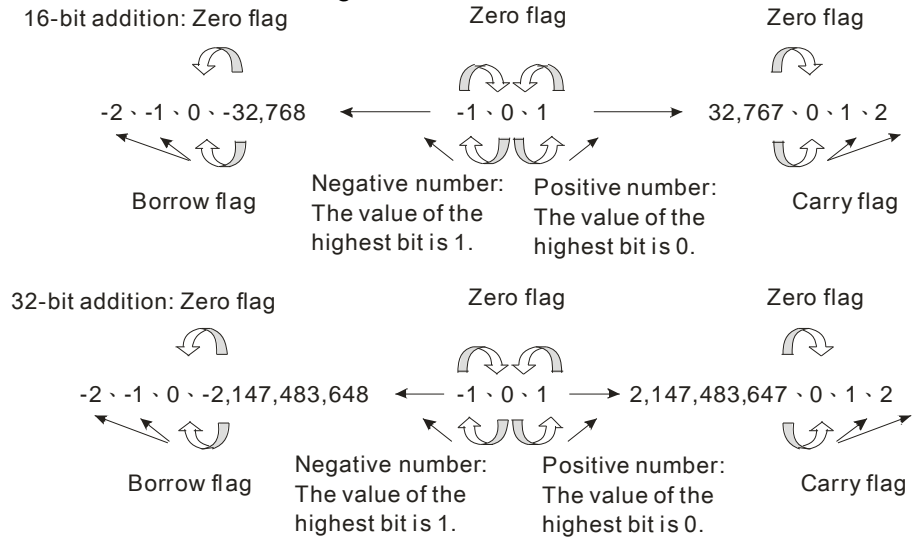 16-bit addition: Zero flag
Zero flag
Zero flag
-2、-1、0、-32,768
-1、0、1
32,767、0、1、2
Borrow flag
Negative number:
The value of the
highest bit is 1.
Positive number:
The value of the
highest bit is 0.
Carry flag
32-bit addition: Zero flag
Zero flag
Zero flag
-2、-1、0、-2,147,483,648
-1、0、1
2,147,483,647、0、1、2
Borrow flag
Negative number:
The value of the
highest bit is 1.
Positive number:
The value of the
highest bit is 0.
Carry flag